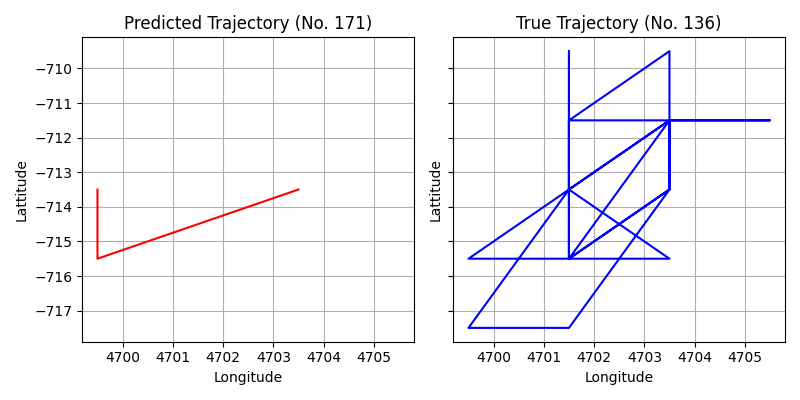 Predicted Trajectory (No. 171)
True Trajectory (No. 136)
Lattitude
−710
−711
−712
−713
−714
−715
−716
−717
4700 4701 4702 4703 4704 4705
Longitude
Lattitude
4700 4701 4702 4703 4704 4705
Longitude